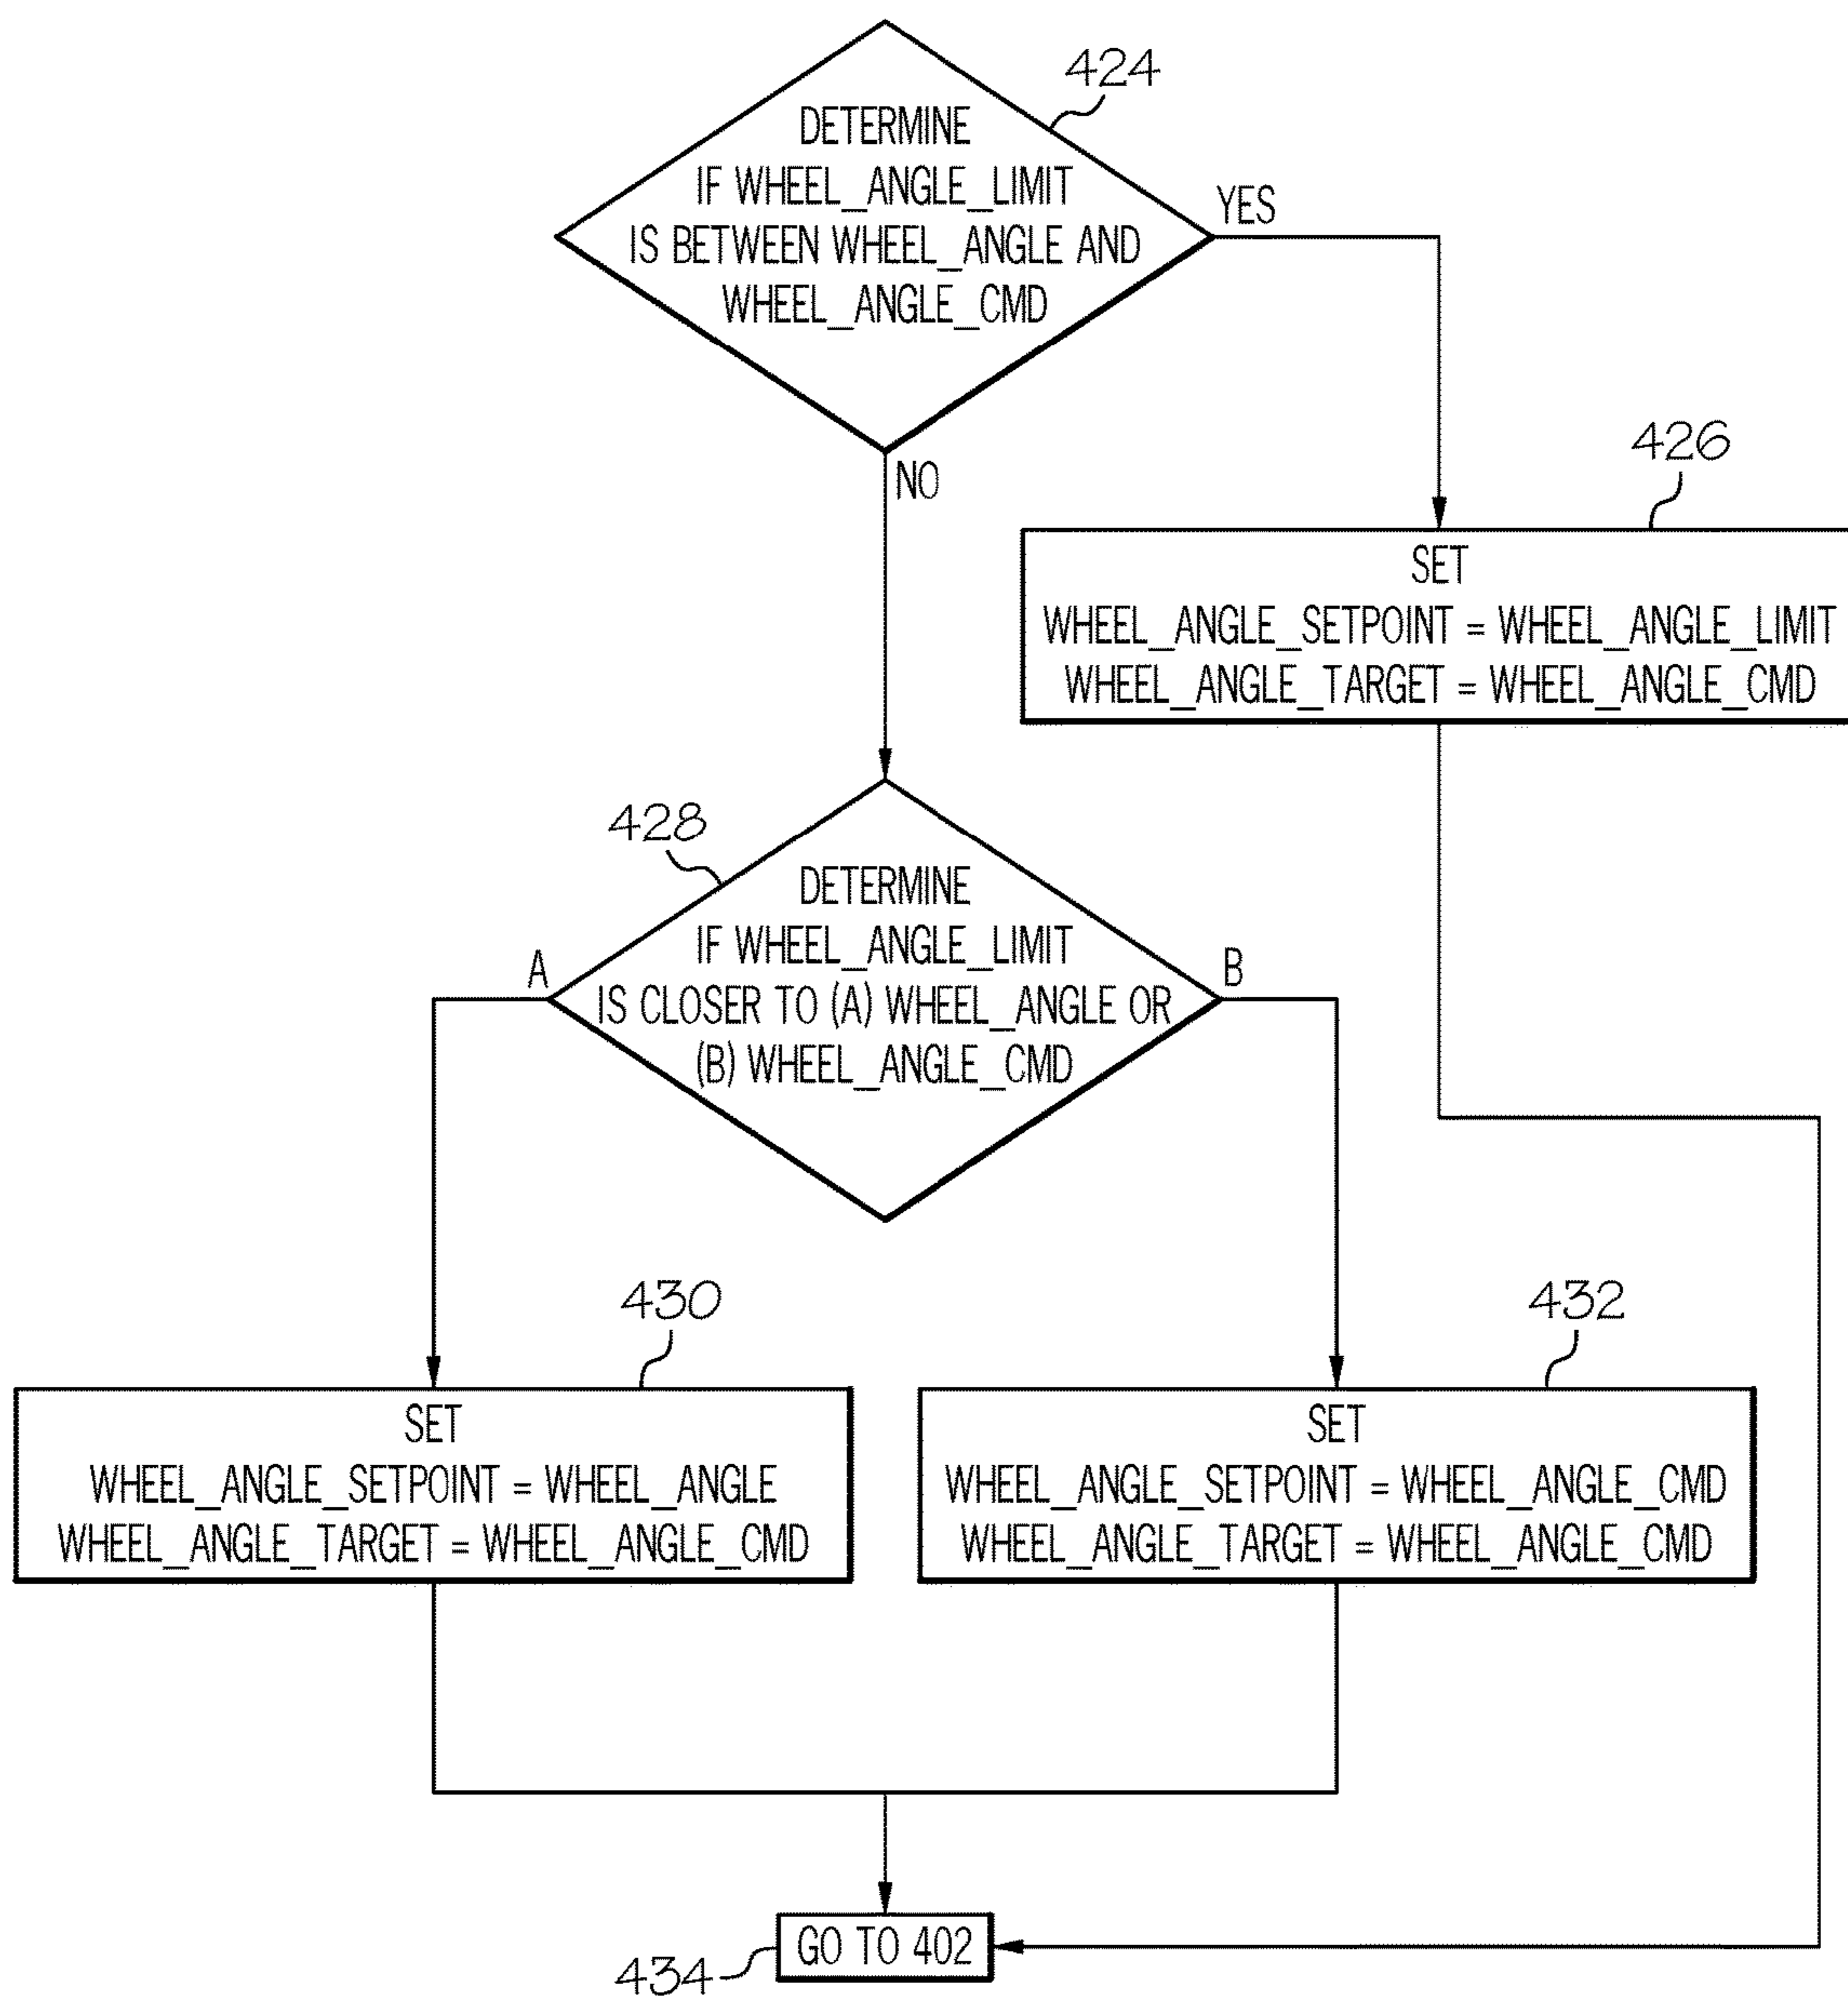 424
DETERMINE
IF WHEEL_ANGLE_LIMIT
IS BETWEEN WHEEL_ANGLE AND
WHEEL_ANGLE_CMD
YES
NO
426
SET
WHEEL_ANGLE_SETPOINT = WHEEL_ANGLE_LIMIT
WHEEL_ANGLE_TARGET = WHEEL_ANGLE_CMD
428
DETERMINE
IF WHEEL_ANGLE_LIMIT
IS CLOSER TO (A) WHEEL_ANGLE OR
(B) WHEEL_ANGLE_CMD
A
B
430
SET
WHEEL_ANGLE_SETPOINT = WHEEL_ANGLE
WHEEL_ANGLE_TARGET = WHEEL_ANGLE_CMD
432
SET
WHEEL_ANGLE_SETPOINT = WHEEL_ANGLE_CMD
WHEEL_ANGLE_TARGET = WHEEL_ANGLE_CMD
GO TO 402
434